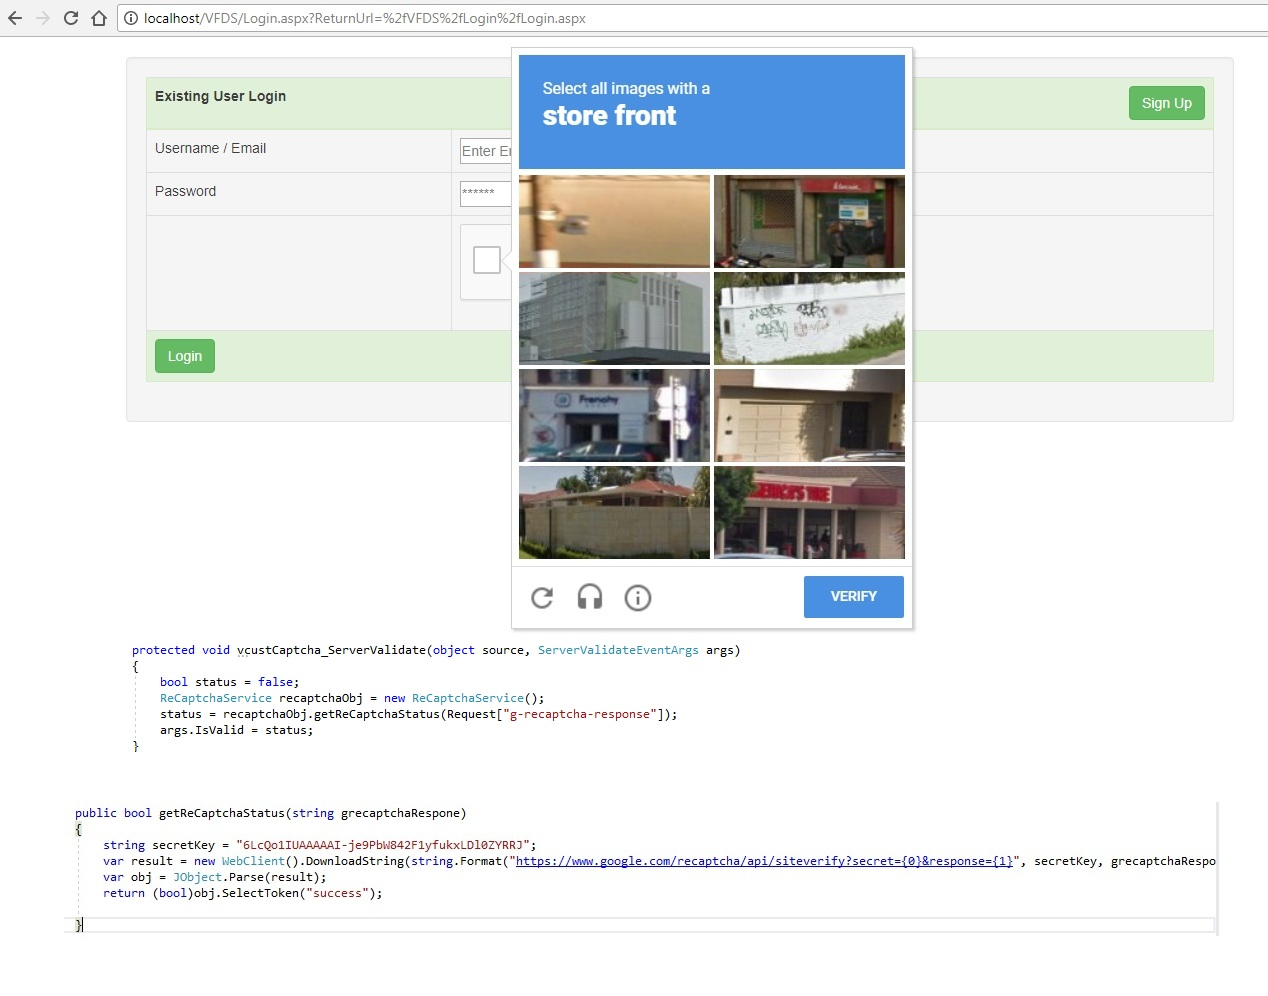 localhost/VFDS/Login.aspx?ReturnUrl=%2fVFDS%2fLogin%2fLogin.aspx
Existing User Login
Sign Up
Username / Email
Enter Er
Password
******
Login
Select all images with a
store front
Frenchy
TIRE
VERIFY
protected void vcustCaptcha_ServerValidate(object source, ServerValidateEventArgs args)
{
bool status = false;
ReCaptchaService recaptchaObj = new ReCaptchaService();
status = recaptchaObj.getReCaptchaStatus(Request["g-recaptcha-response"]);
args.IsValid = status;
}
public bool getReCaptchaStatus(string grecaptchaRespone)
{
string secretKey = "6LcQo1IUAAAAAI-je9PbW842F1yfukxLDl0ZYRRJ";
var result = new WebClient().DownloadString(string.Format("https://www.google.com/recaptcha/api/siteverify?secret={0}&response={1}", secretKey, grecaptchaRespo
var obj = JObject.Parse(result);
return (bool)obj.SelectToken("success");
}